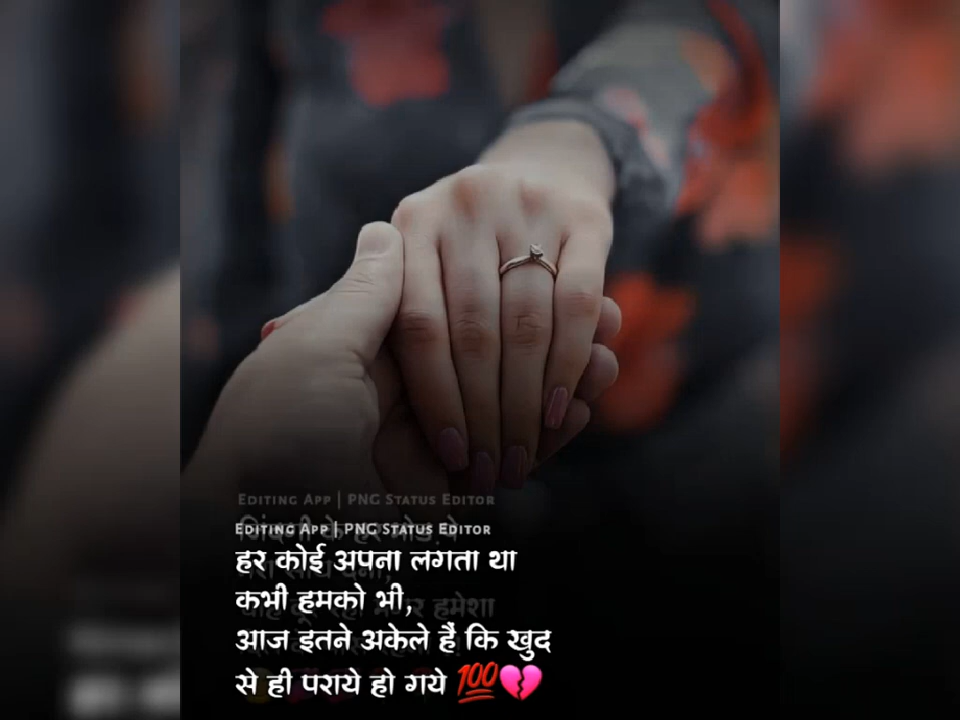 EDITING APP | PNG STATUS EDITOR
EDITING APP | PNG STATUS EDITOR
हर कोई अपना लगता था
कभी हमको भी,
आज इतने अकेले हैं कि खुद
से ही पराये हो गये 💯💔